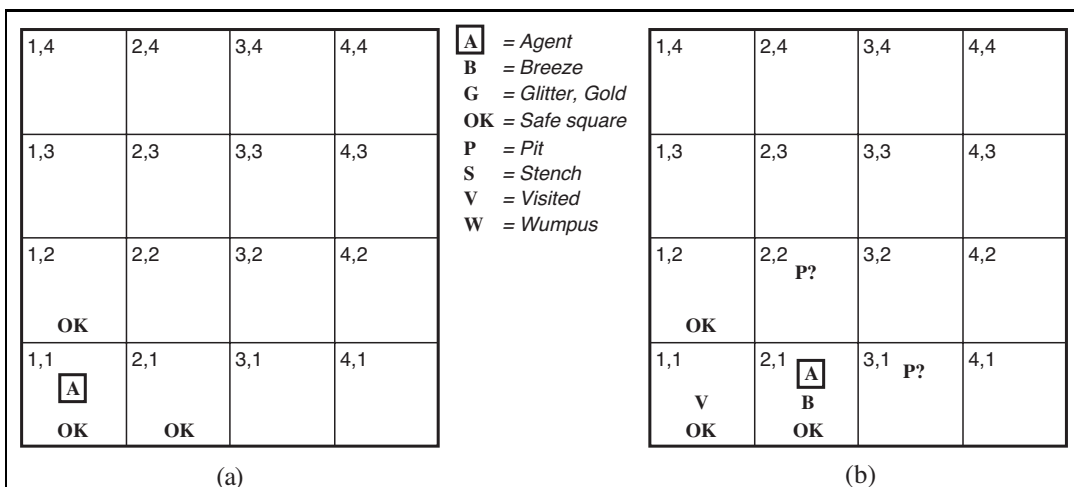 1,4 2,4 3,4 4,4
1,3 2,3 3,3 4,3
1,2 2,2 3,2 4,2
OK
1,1 2,1 3,1 4,1
A
OK OK
(a)
A = Agent
B = Breeze
G = Glitter, Gold
OK = Safe square
P = Pit
S = Stench
V = Visited
W = Wumpus
1,4 2,4 3,4 4,4
1,3 2,3 3,3 4,3
1,2 2,2 3,2 4,2
P?
OK
1,1 2,1 3,1 4,1
A P?
V B
OK OK
(b)